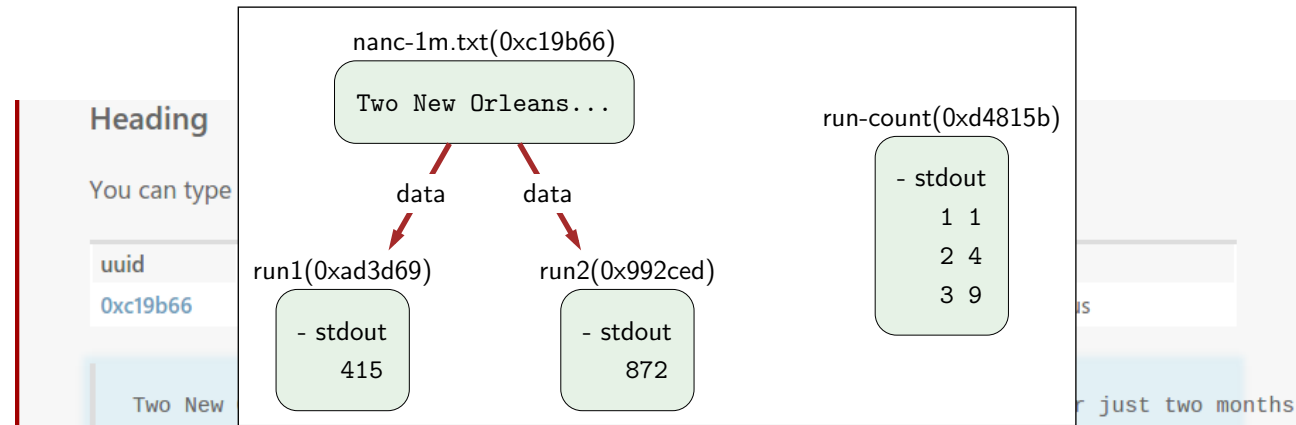 nanc-1m.txt(0xc19b66)
Two New Orleans...
data
data
run1(0xad3d69)
- stdout
415
run2(0x992ced)
- stdout
872
run-count(0xd4815b)
- stdout
1 1
2 4
3 9
Heading
You can type
uuid
0xc19b66
Two New
just two months